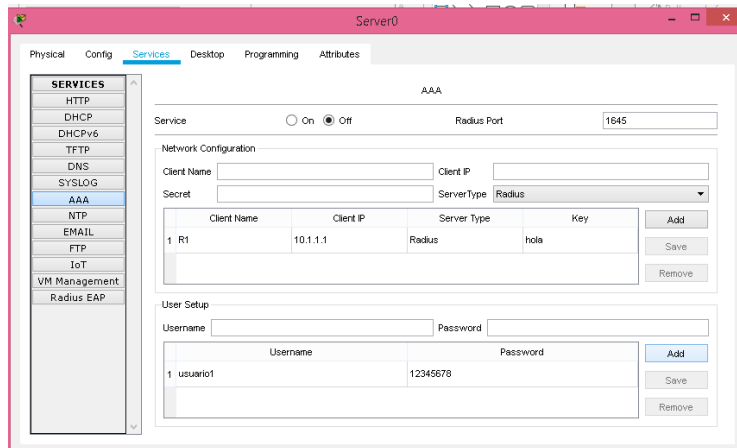 Server0
Physical Config Services Desktop Programming Attributes
SERVICES
HTTP
DHCP
DHCPv6
TFTP
DNS
SYSLOG
AAA
NTP
EMAIL
FTP
IoT
VM Management
Radius EAP
AAA
Service On Off Radius Port 1645
Network Configuration
Client Name Client IP
Secret ServerType Radius
Client Name Client IP Server Type Key
1 R1 10.1.1.1 Radius hola
Add
Save
Remove
User Setup
Username Password
Username Password
1 usuario1 12345678
Add
Save
Remove